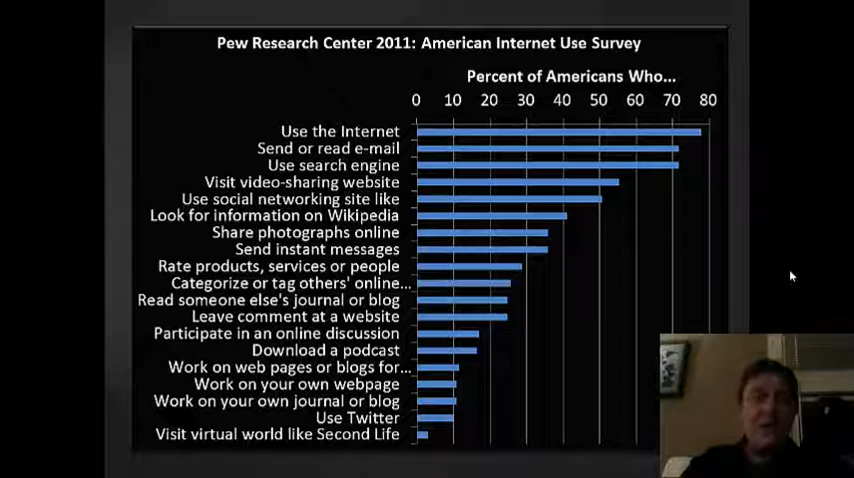 Pew Research Center 2011: American Internet Use Survey
Percent of Americans Who...
0 10 20 30 40 50 60 70 80
Use the Internet
Send or read e-mail
Use search engine
Visit video-sharing website
Use social networking site like
Look for information on Wikipedia
Share photographs online
Send instant messages
Rate products, services or people
Categorize or tag others' online...
Read someone else's journal or blog
Leave comment at a website
Participate in an online discussion
Download a podcast
Work on web pages or blogs for...
Work on your own webpage
Work on your own journal or blog
Use Twitter
Visit virtual world like Second Life